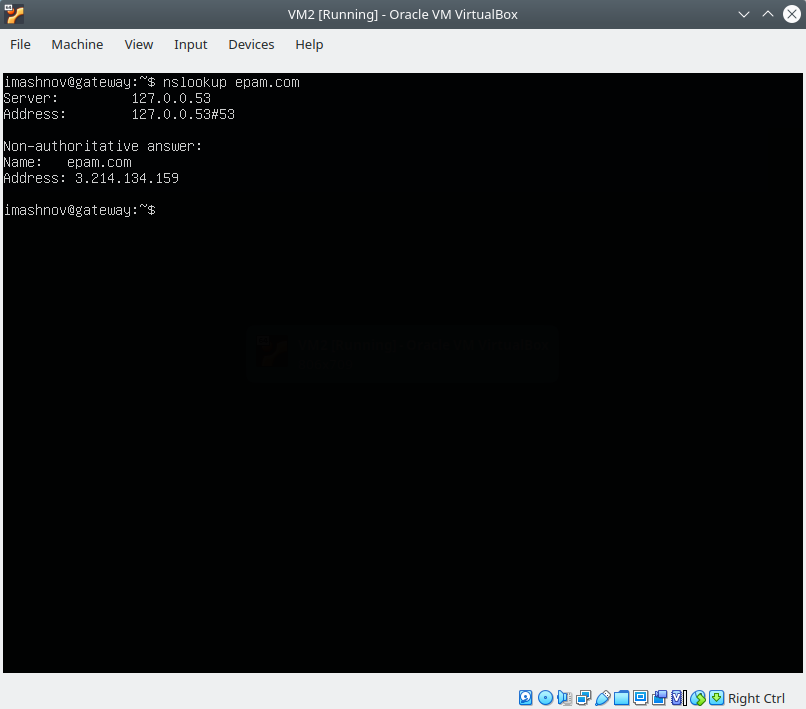 VM2 [Running] - Oracle VM VirtualBox
File Machine View Input Devices Help
imashnov@gateway:~$ nslookup epam.com
Server: 127.0.0.53
Address: 127.0.0.53#53
Non-authoritative answer:
Name: epam.com
Address: 3.214.134.159
imashnov@gateway:~$
Right Ctrl